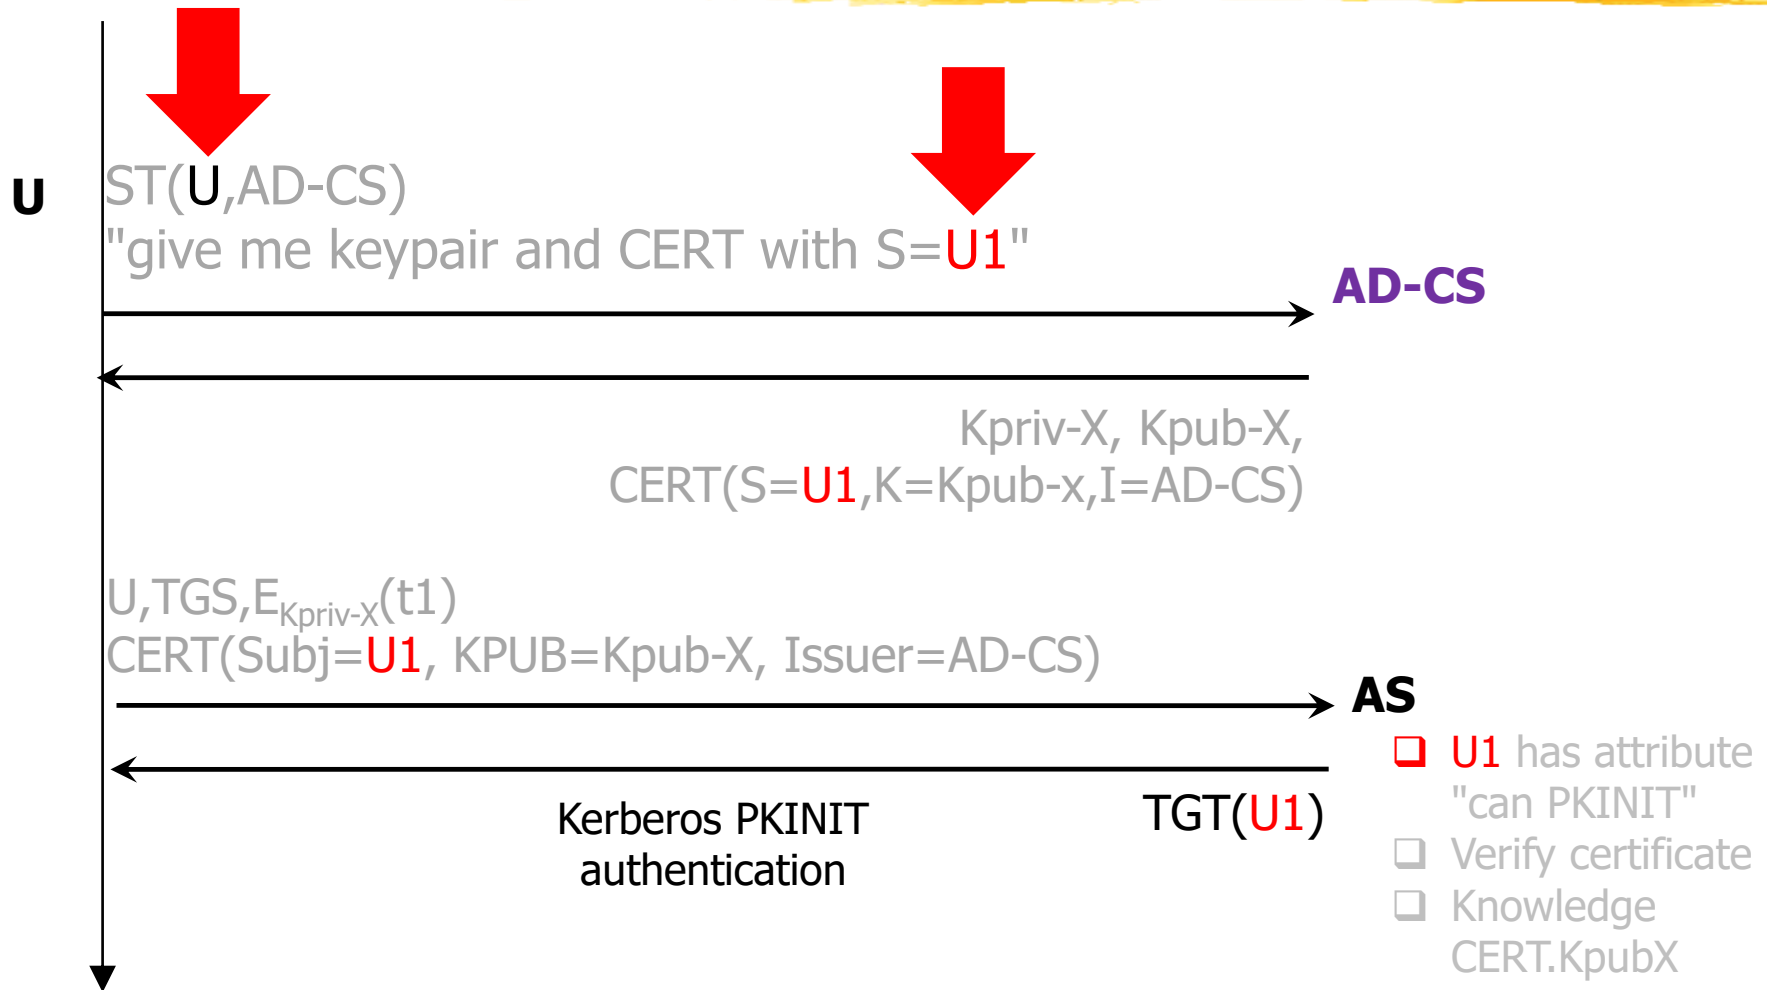 U
ST(U,AD-CS)
"give me keypair and CERT with S=U1"
AD-CS
Kpriv-X, Kpub-X,
CERT(S=U1,K=Kpub-x,I=AD-CS)
U,TGS,E_Kpriv-X(t1)
CERT(Subj=U1, KPUB=Kpub-X, Issuer=AD-CS)
AS
U1 has attribute
"can PKINIT"
Verify certificate
Knowledge
CERT.KpubX
TGT(U1)
Kerberos PKINIT
authentication